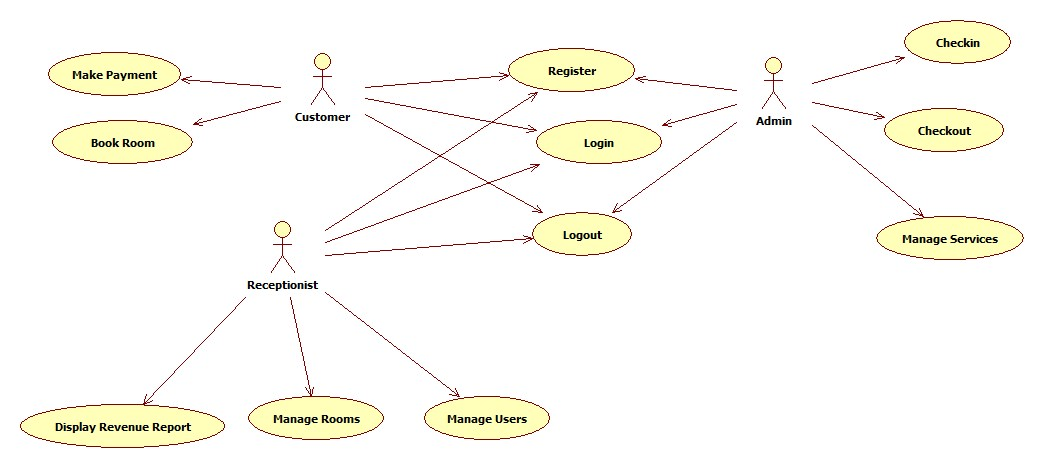 Checkin
Make Payment
Register
Customer
Admin
Checkout
Book Room
Login
Logout
Manage Services
Receptionist
Display Revenue Report
Manage Rooms
Manage Users